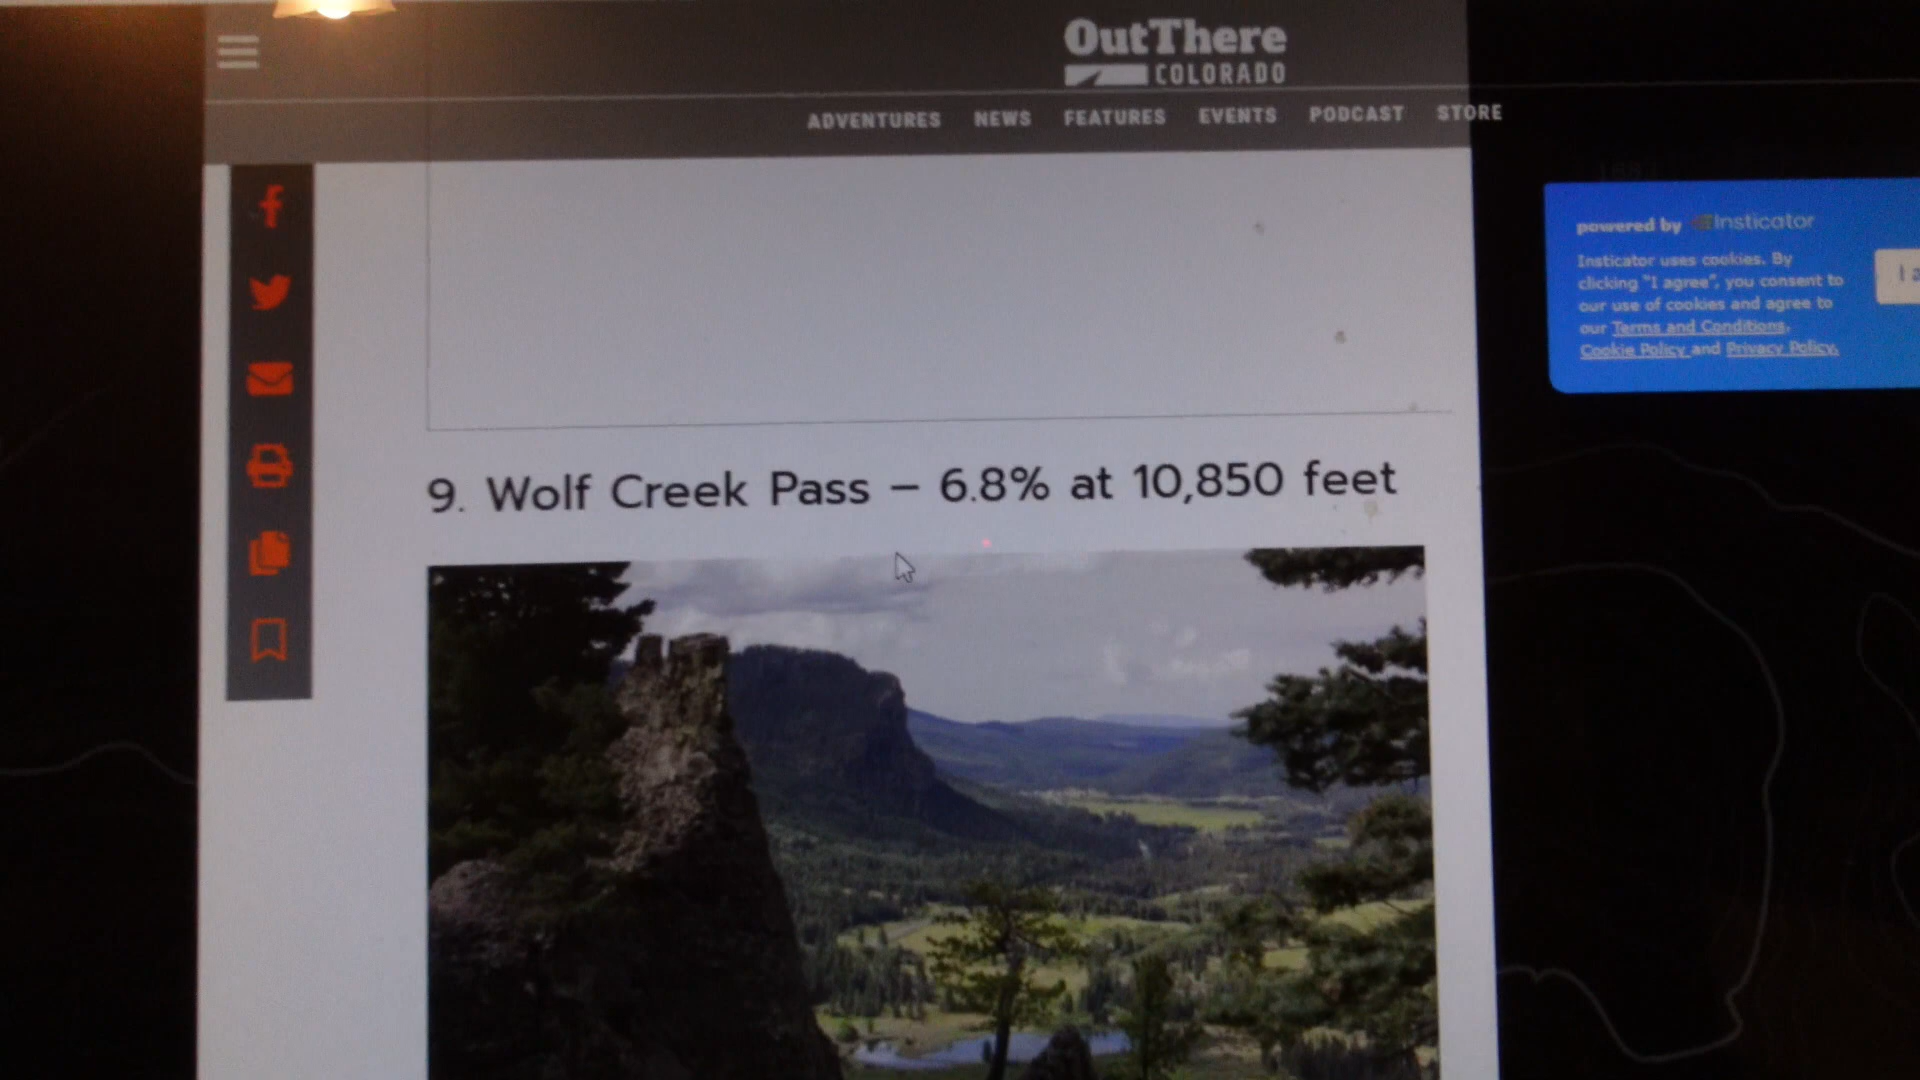 OutThere
COLORADO
ADVENTURES NEWS FEATURES EVENTS PODCAST STORE
powered by Insticator
Insticator uses cookies. By
clicking "I agree", you consent to
our use of cookies and agree to
our Terms and Conditions,
Cookie Policy and Privacy Policy.
9. Wolf Creek Pass – 6.8% at 10,850 feet